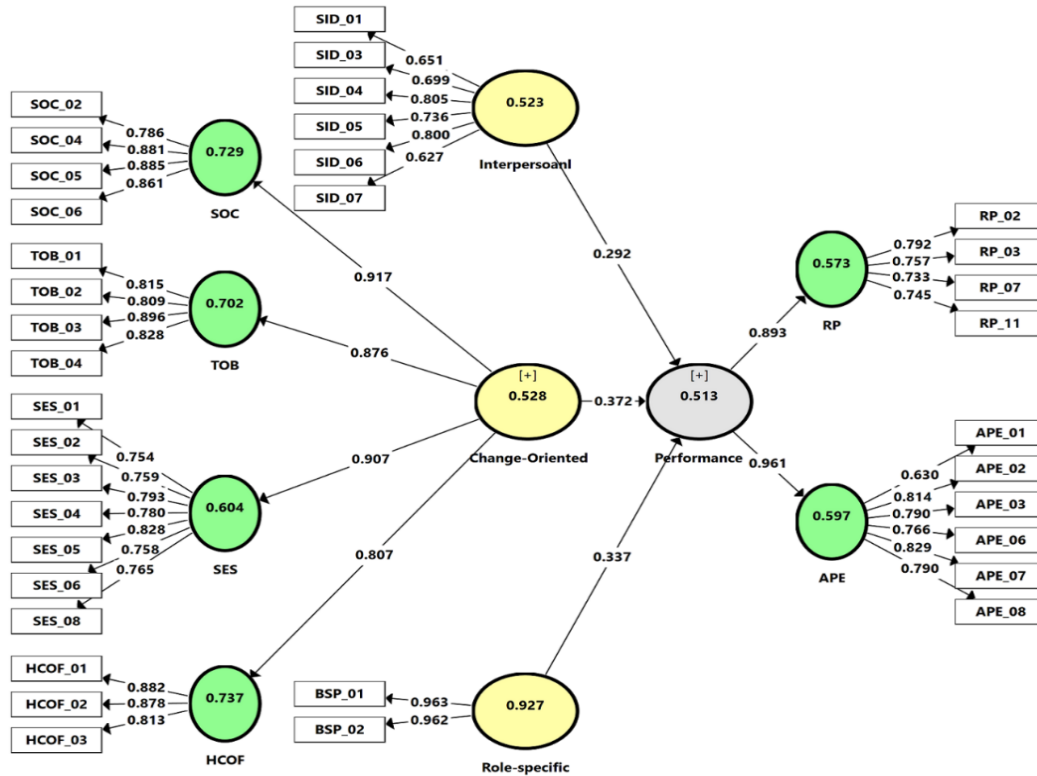 SID_01
SID_03
SID_04
SID_05
SID_06
SID_07
0.651
0.699
0.805
0.736
0.800
0.627
0.523
Interpersoanl
SOC_02
SOC_04
SOC_05
SOC_06
0.786
0.881
0.885
0.861
0.729
SOC
TOB_01
TOB_02
TOB_03
TOB_04
0.815
0.809
0.896
0.828
0.702
TOB
SES_01
SES_02
SES_03
SES_04
SES_05
SES_06
SES_08
0.754
0.759
0.793
0.780
0.828
0.758
0.765
0.604
SES
HCOF_01
HCOF_02
HCOF_03
0.882
0.878
0.813
0.737
HCOF
0.917
0.876
0.907
0.807
[+]
0.528
Change-Oriented
BSP_01
BSP_02
0.963
0.962
0.927
Role-specific
0.292
0.372
0.337
[+]
0.513
Performance
0.893
0.961
0.573
RP
0.792
0.757
0.733
0.745
RP_02
RP_03
RP_07
RP_11
0.597
APE
0.630
0.814
0.790
0.766
0.829
0.790
APE_01
APE_02
APE_03
APE_06
APE_07
APE_08